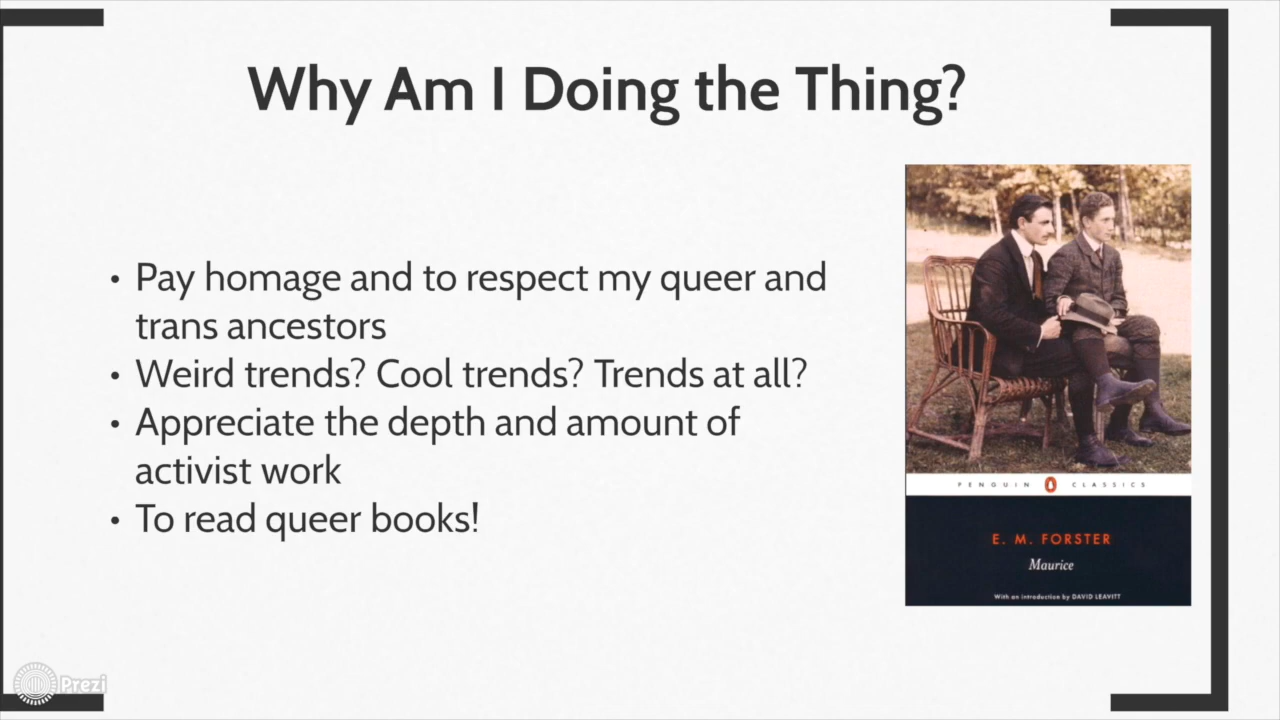 Why Am I Doing the Thing?
• Pay homage and to respect my queer and
trans ancestors
• Weird trends? Cool trends? Trends at all?
• Appreciate the depth and amount of
activist work
• To read queer books!
PENGUIN CLASSICS
E. M. FORSTER
Maurice
With an introduction by DAVID LEAVITT
Prezi